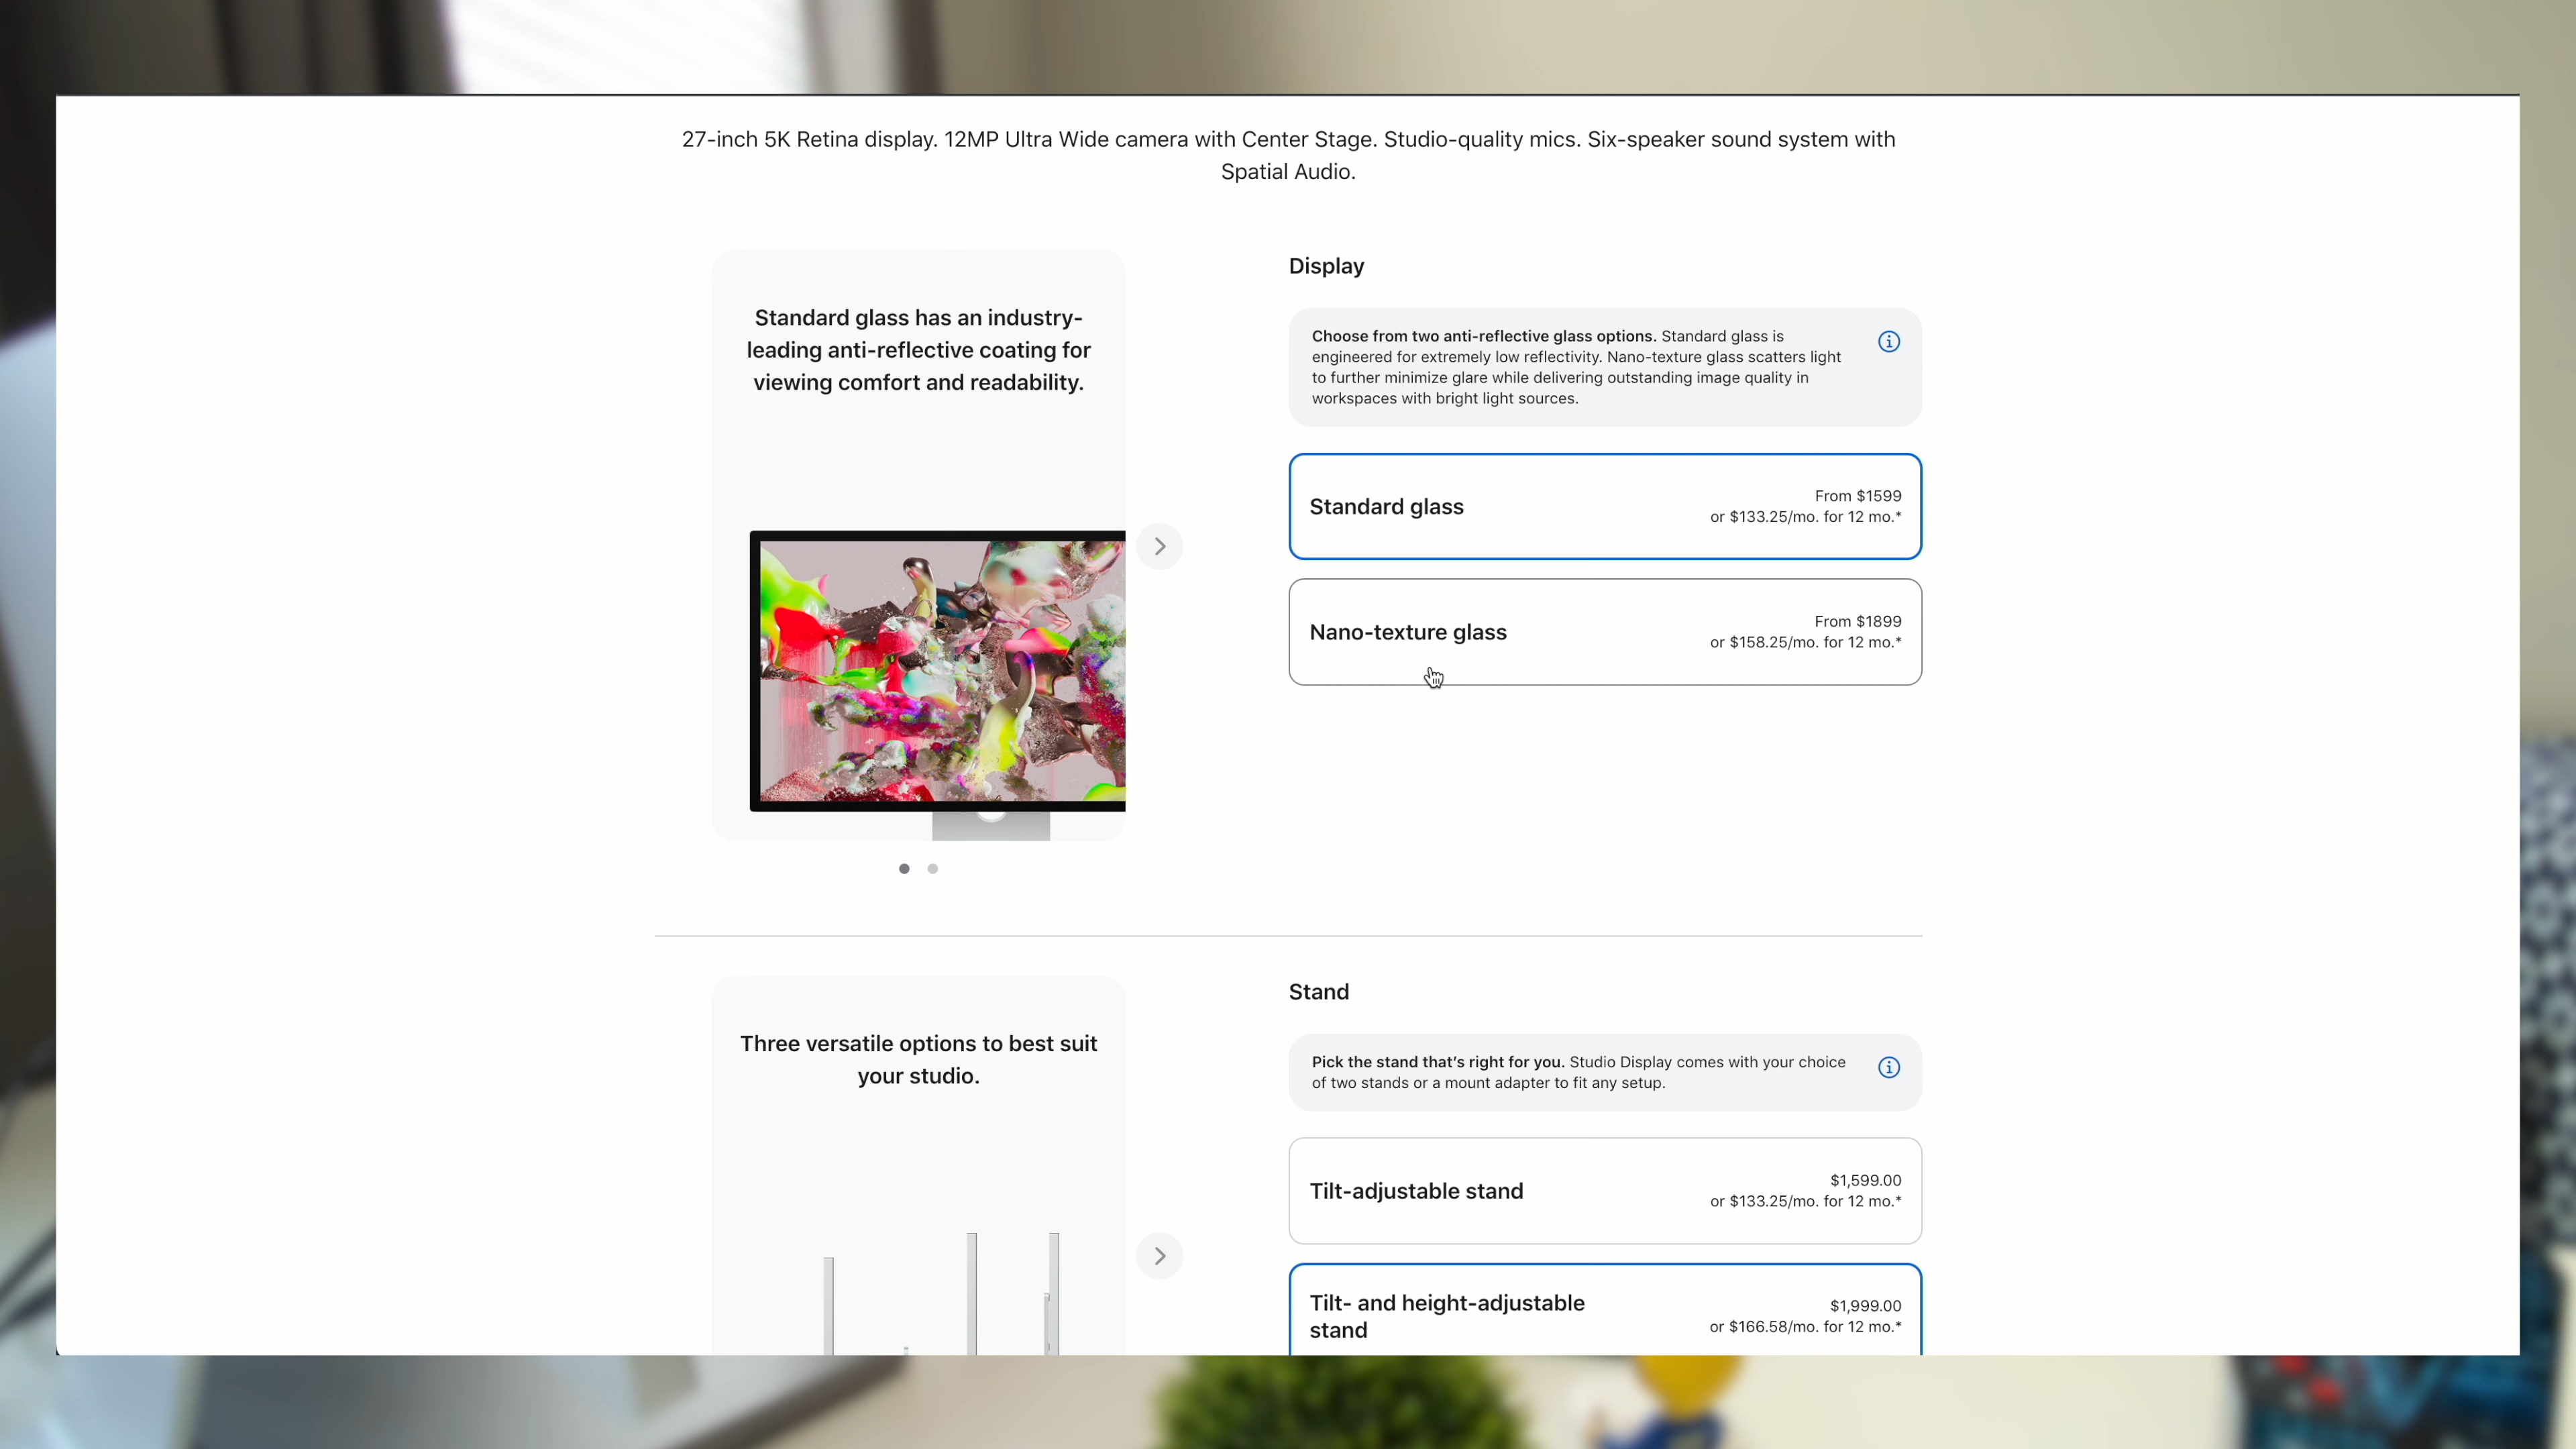 27-inch 5K Retina display. 12MP Ultra Wide camera with Center Stage. Studio-quality mics. Six-speaker sound system with
Spatial Audio.
Standard glass has an industry-
leading anti-reflective coating for
viewing comfort and readability.
Display
Choose from two anti-reflective glass options. Standard glass is
engineered for extremely low reflectivity. Nano-texture glass scatters light
to further minimize glare while delivering outstanding image quality in
workspaces with bright light sources.
Standard glass
From $1599
or $133.25/mo. for 12 mo.*
Nano-texture glass
From $1899
or $158.25/mo. for 12 mo.*
Three versatile options to best suit
your studio.
Stand
Pick the stand that's right for you. Studio Display comes with your choice
of two stands or a mount adapter to fit any setup.
Tilt-adjustable stand
$1,599.00
or $133.25/mo. for 12 mo.*
Tilt- and height-adjustable
stand
$1,999.00
or $166.58/mo. for 12 mo.*